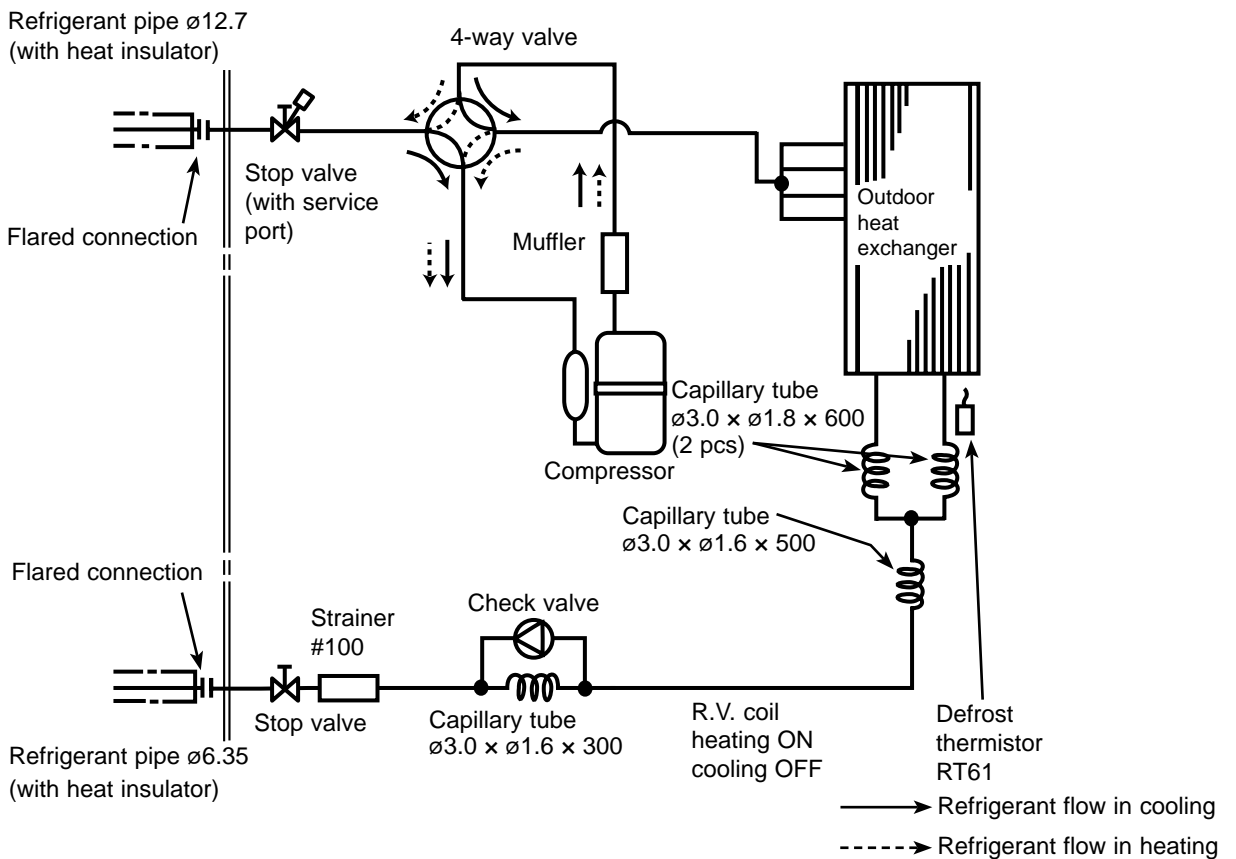 Refrigerant pipe ø12.7
(with heat insulator)
4-way valve
Stop valve
(with service
port)
Flared connection
Muffler
Outdoor
heat
exchanger
Capillary tube
ø3.0 × ø1.8 × 600
(2 pcs)
Compressor
Capillary tube
ø3.0 × ø1.6 × 500
Flared connection
Strainer
#100
Check valve
Stop valve
Capillary tube
ø3.0 × ø1.6 × 300
R.V. coil
heating ON
cooling OFF
Defrost
thermistor
RT61
Refrigerant pipe ø6.35
(with heat insulator)
Refrigerant flow in cooling
Refrigerant flow in heating